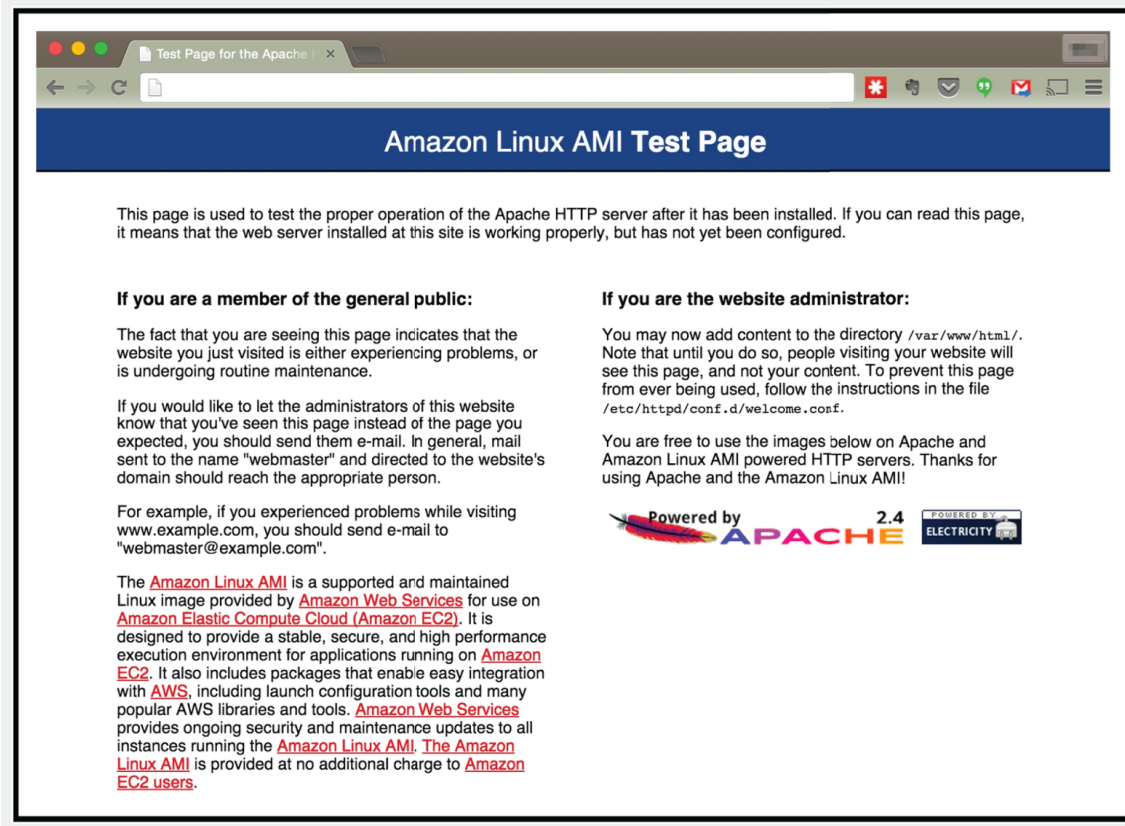 Test Page for the Apache
Amazon Linux AMI Test Page
This page is used to test the proper operation of the Apache HTTP server after it has been installed. If you can read this page,
it means that the web server installed at this site is working properly, but has not yet been configured.
If you are a member of the general public:
The fact that you are seeing this page indicates that the
website you just visited is either experiencing problems, or
is undergoing routine maintenance.
If you would like to let the administrators of this website
know that you've seen this page instead of the page you
expected, you should send them e-mail. In general, mail
sent to the name "webmaster" and directed to the website's
domain should reach the appropriate person.
For example, if you experienced problems while visiting
www.example.com, you should send e-mail to
"webmaster@example.com".
The Amazon Linux AMI is a supported and maintained
Linux image provided by Amazon Web Services for use on
Amazon Elastic Compute Cloud (Amazon EC2). It is
designed to provide a stable, secure, and high performance
execution environment for applications running on Amazon
EC2. It also includes packages that enable easy integration
with AWS, including launch configuration tools and many
popular AWS libraries and tools. Amazon Web Services
provides ongoing security and maintenance updates to all
instances running the Amazon Linux AMI. The Amazon
Linux AMI is provided at no additional charge to Amazon
EC2 users.
If you are the website administrator:
You may now add content to the directory /var/www/html/.
Note that until you do so, people visiting your website will
see this page, and not your content. To prevent this page
from ever being used, follow the instructions in the file
/etc/httpd/conf.d/welcome.conf.
You are free to use the images below on Apache and
Amazon Linux AMI powered HTTP servers. Thanks for
using Apache and the Amazon Linux AMI!
Powered by 2.4
APACHE
POWERED BY
ELECTRICITY